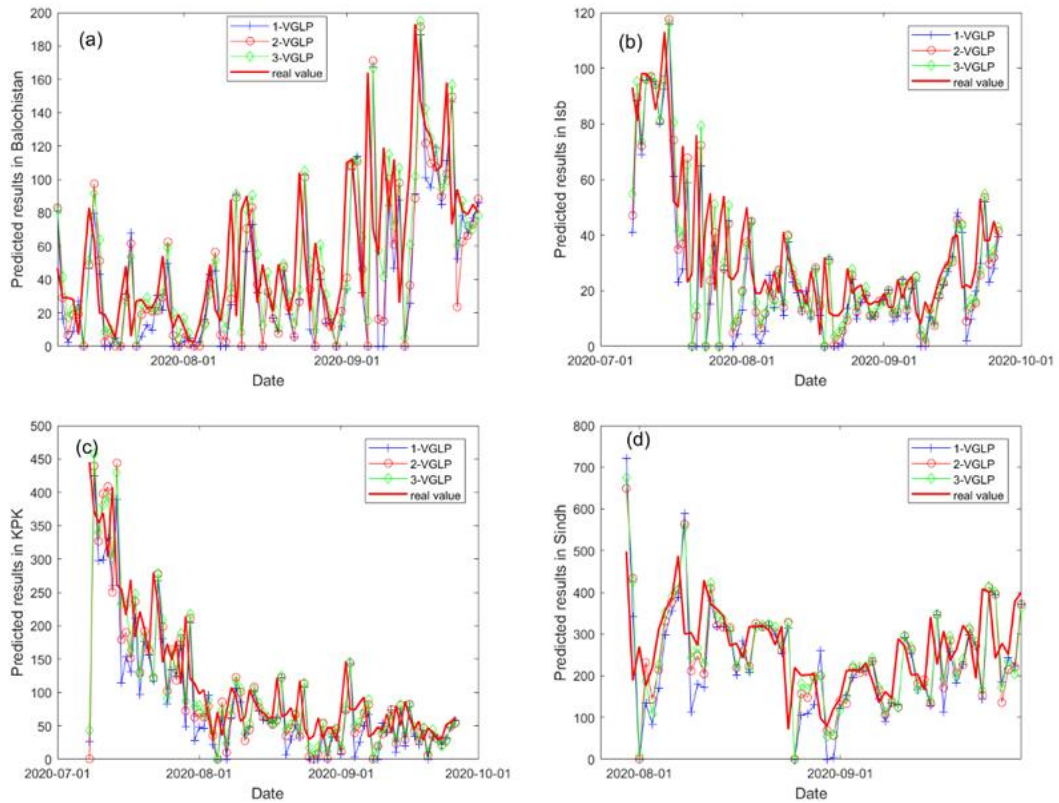 (a)
1-VGLP
2-VGLP
3-VGLP
real value
Predicted results in Balochistan
200
180
160
140
120
100
80
60
40
20
0
2020-08-01
2020-09-01
Date
(b)
1-VGLP
2-VGLP
3-VGLP
real value
Predicted results in Isb
120
100
80
60
40
20
0
2020-07-01
2020-08-01
2020-09-01
2020-10-01
Date
(c)
1-VGLP
2-VGLP
3-VGLP
real value
Predicted results in KPK
500
450
400
350
300
250
200
150
100
50
0
2020-07-01
2020-08-01
2020-09-01
2020-10-01
Date
(d)
1-VGLP
2-VGLP
3-VGLP
real value
Predicted results in Sindh
800
700
600
500
400
300
200
100
0
2020-08-01
2020-09-01
Date